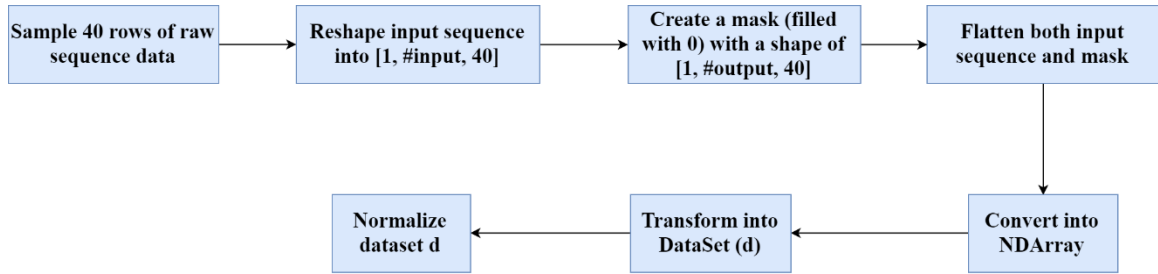 Sample 40 rows of raw
sequence data
Reshape input sequence
into [1, #input, 40]
Create a mask (filled
with 0) with a shape of
[1, #output, 40]
Flatten both input
sequence and mask
Convert into
NDArray
Transform into
DataSet (d)
Normalize
dataset d